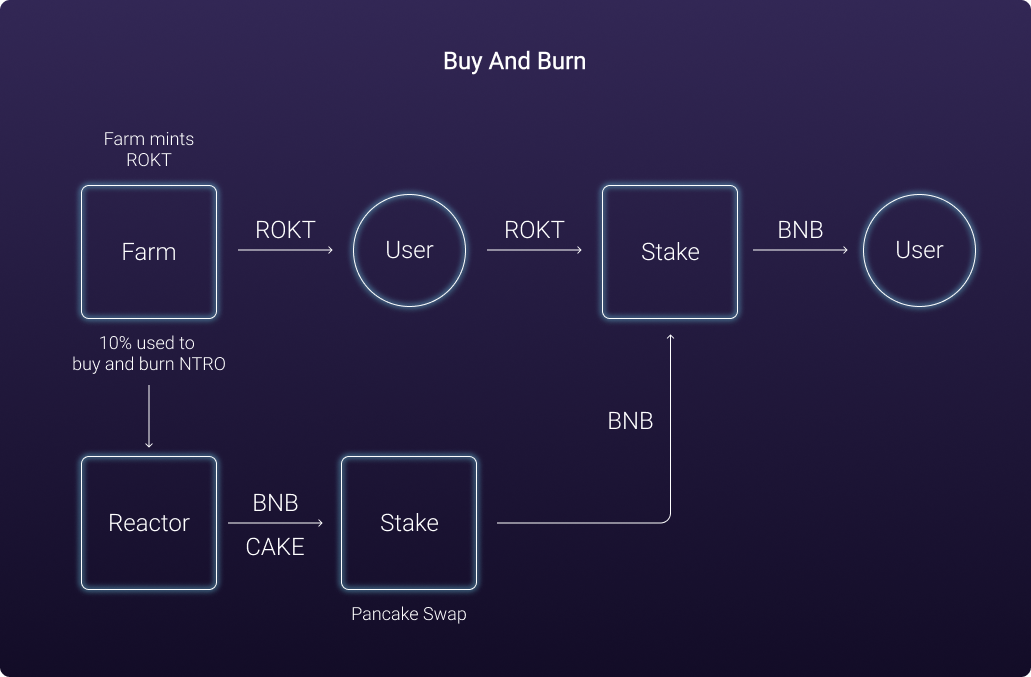 Buy And Burn
Farm mints
ROKT
Farm
ROKT
User
ROKT
Stake
BNB
User
10% used to
buy and burn NTRO
BNB
Reactor
BNB
CAKE
Stake
Pancake Swap